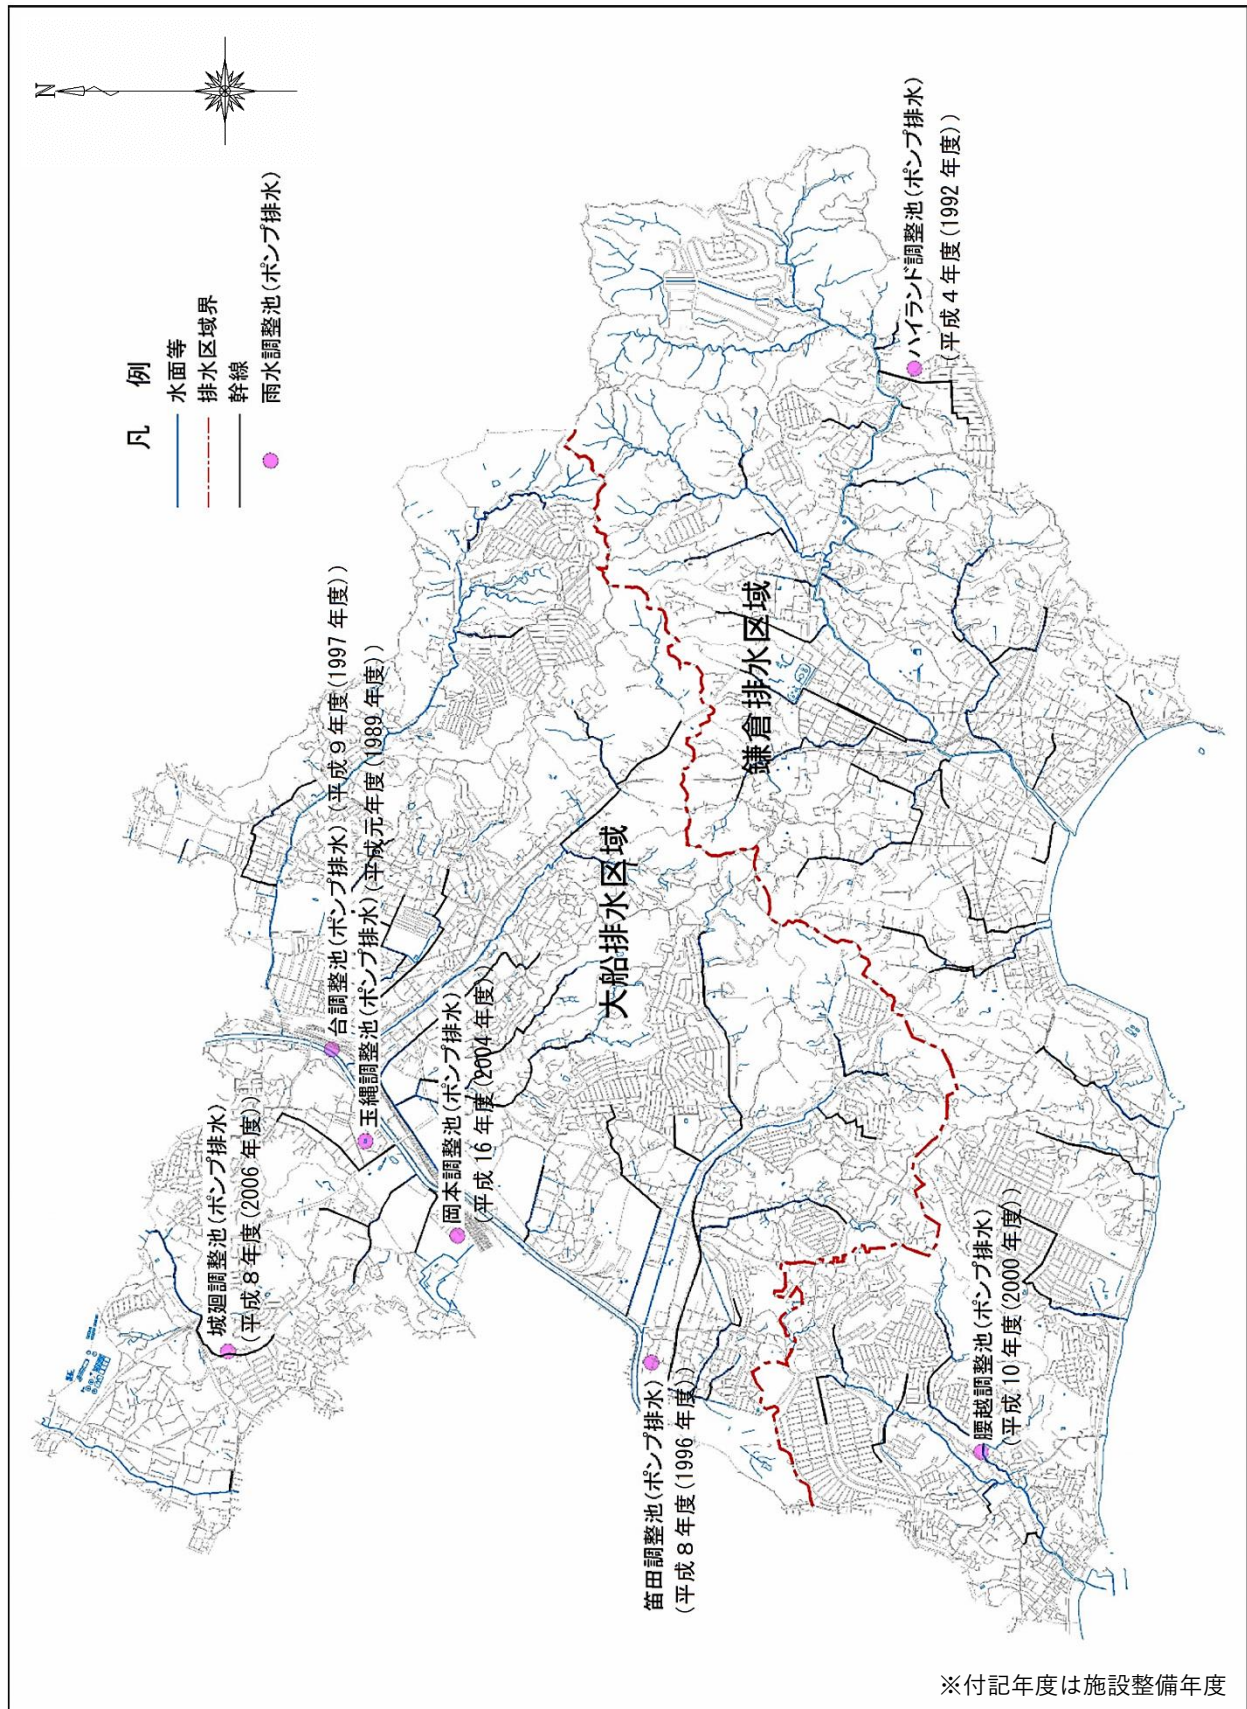 N
凡 例
水面等
排水区域界
幹線
雨水調整池(ポンプ排水)
城廻調整池(ポンプ排水)
(平成8年度(2006 年度))
台調整池(ポンプ排水) (平成9年度(1997 年度))
玉縄調整池(ポンプ排水)(平成元年度(1989 年度))
岡本調整池(ポンプ排水)
(平成 16 年度(2004 年度))
大船排水区域
鎌倉排水区域
ハイランド調整池(ポンプ排水)
(平成4年度(1992 年度))
笛田調整池(ポンプ排水)
(平成8年度(1996 年度))
腰越調整池(ポンプ排水)
(平成 10 年度(2000 年度))
※付記年度は施設整備年度